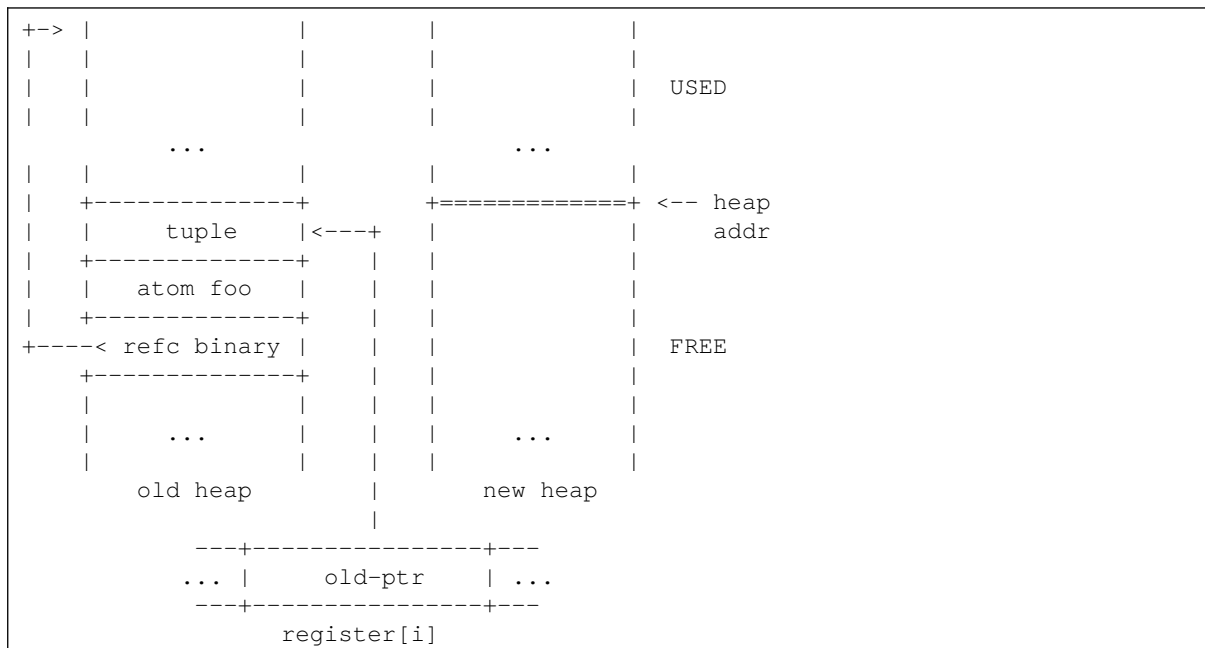 +-> |              |        |             |
|   |              |        |             |
|   |              |        |             |  USED
|   |              |        |             |
          ...                    ...
|   |              |        |             |
|   +--------------+        +=============+ <-- heap
|   |     tuple    |<---+   |             |     addr
|   +--------------+    |   |             |
|   |   atom foo   |    |   |             |
|   +--------------+    |   |             |
+----< refc binary |    |   |             |  FREE
    +--------------+    |   |             |
    |              |    |   |             |
    |     ...      |    |   |     ...     |
    |              |    |   |             |
       old heap         |      new heap
                        |
            ---+----------------+---
           ... |     old-ptr    | ...
            ---+----------------+---
                 register[i]